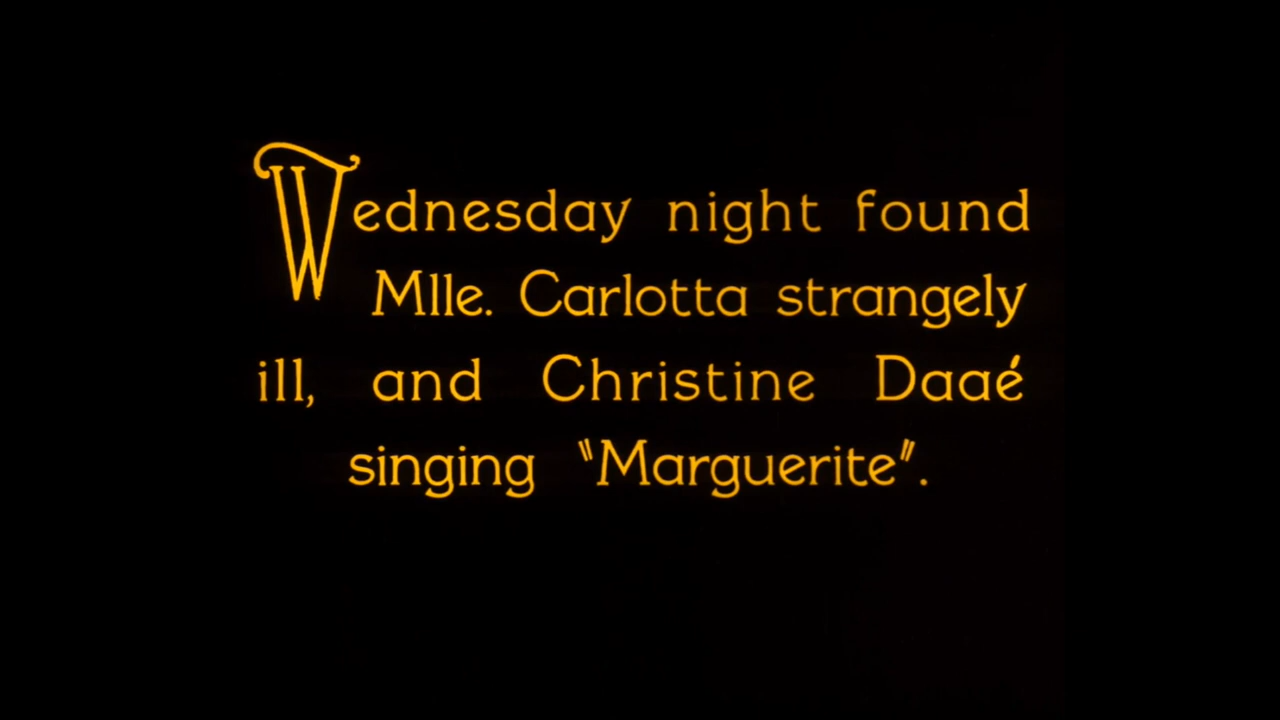 Wednesday night found
Mlle. Carlotta strangely
ill, and Christine Daaé
singing "Marguerite".